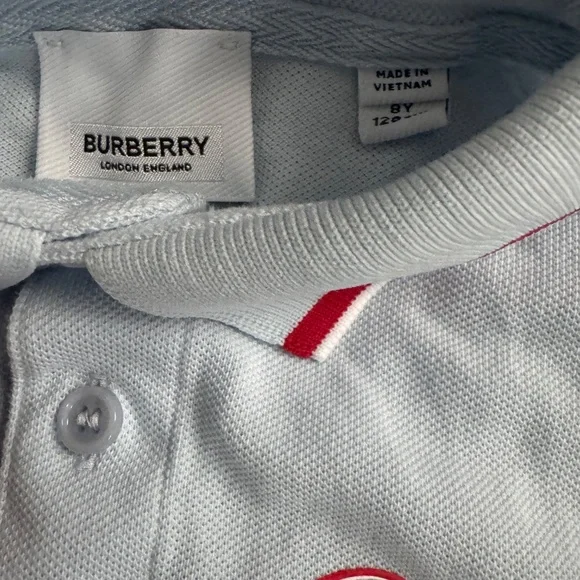 BURBERRY
LONDON ENGLAND
MADE IN
VIETNAM
8Y